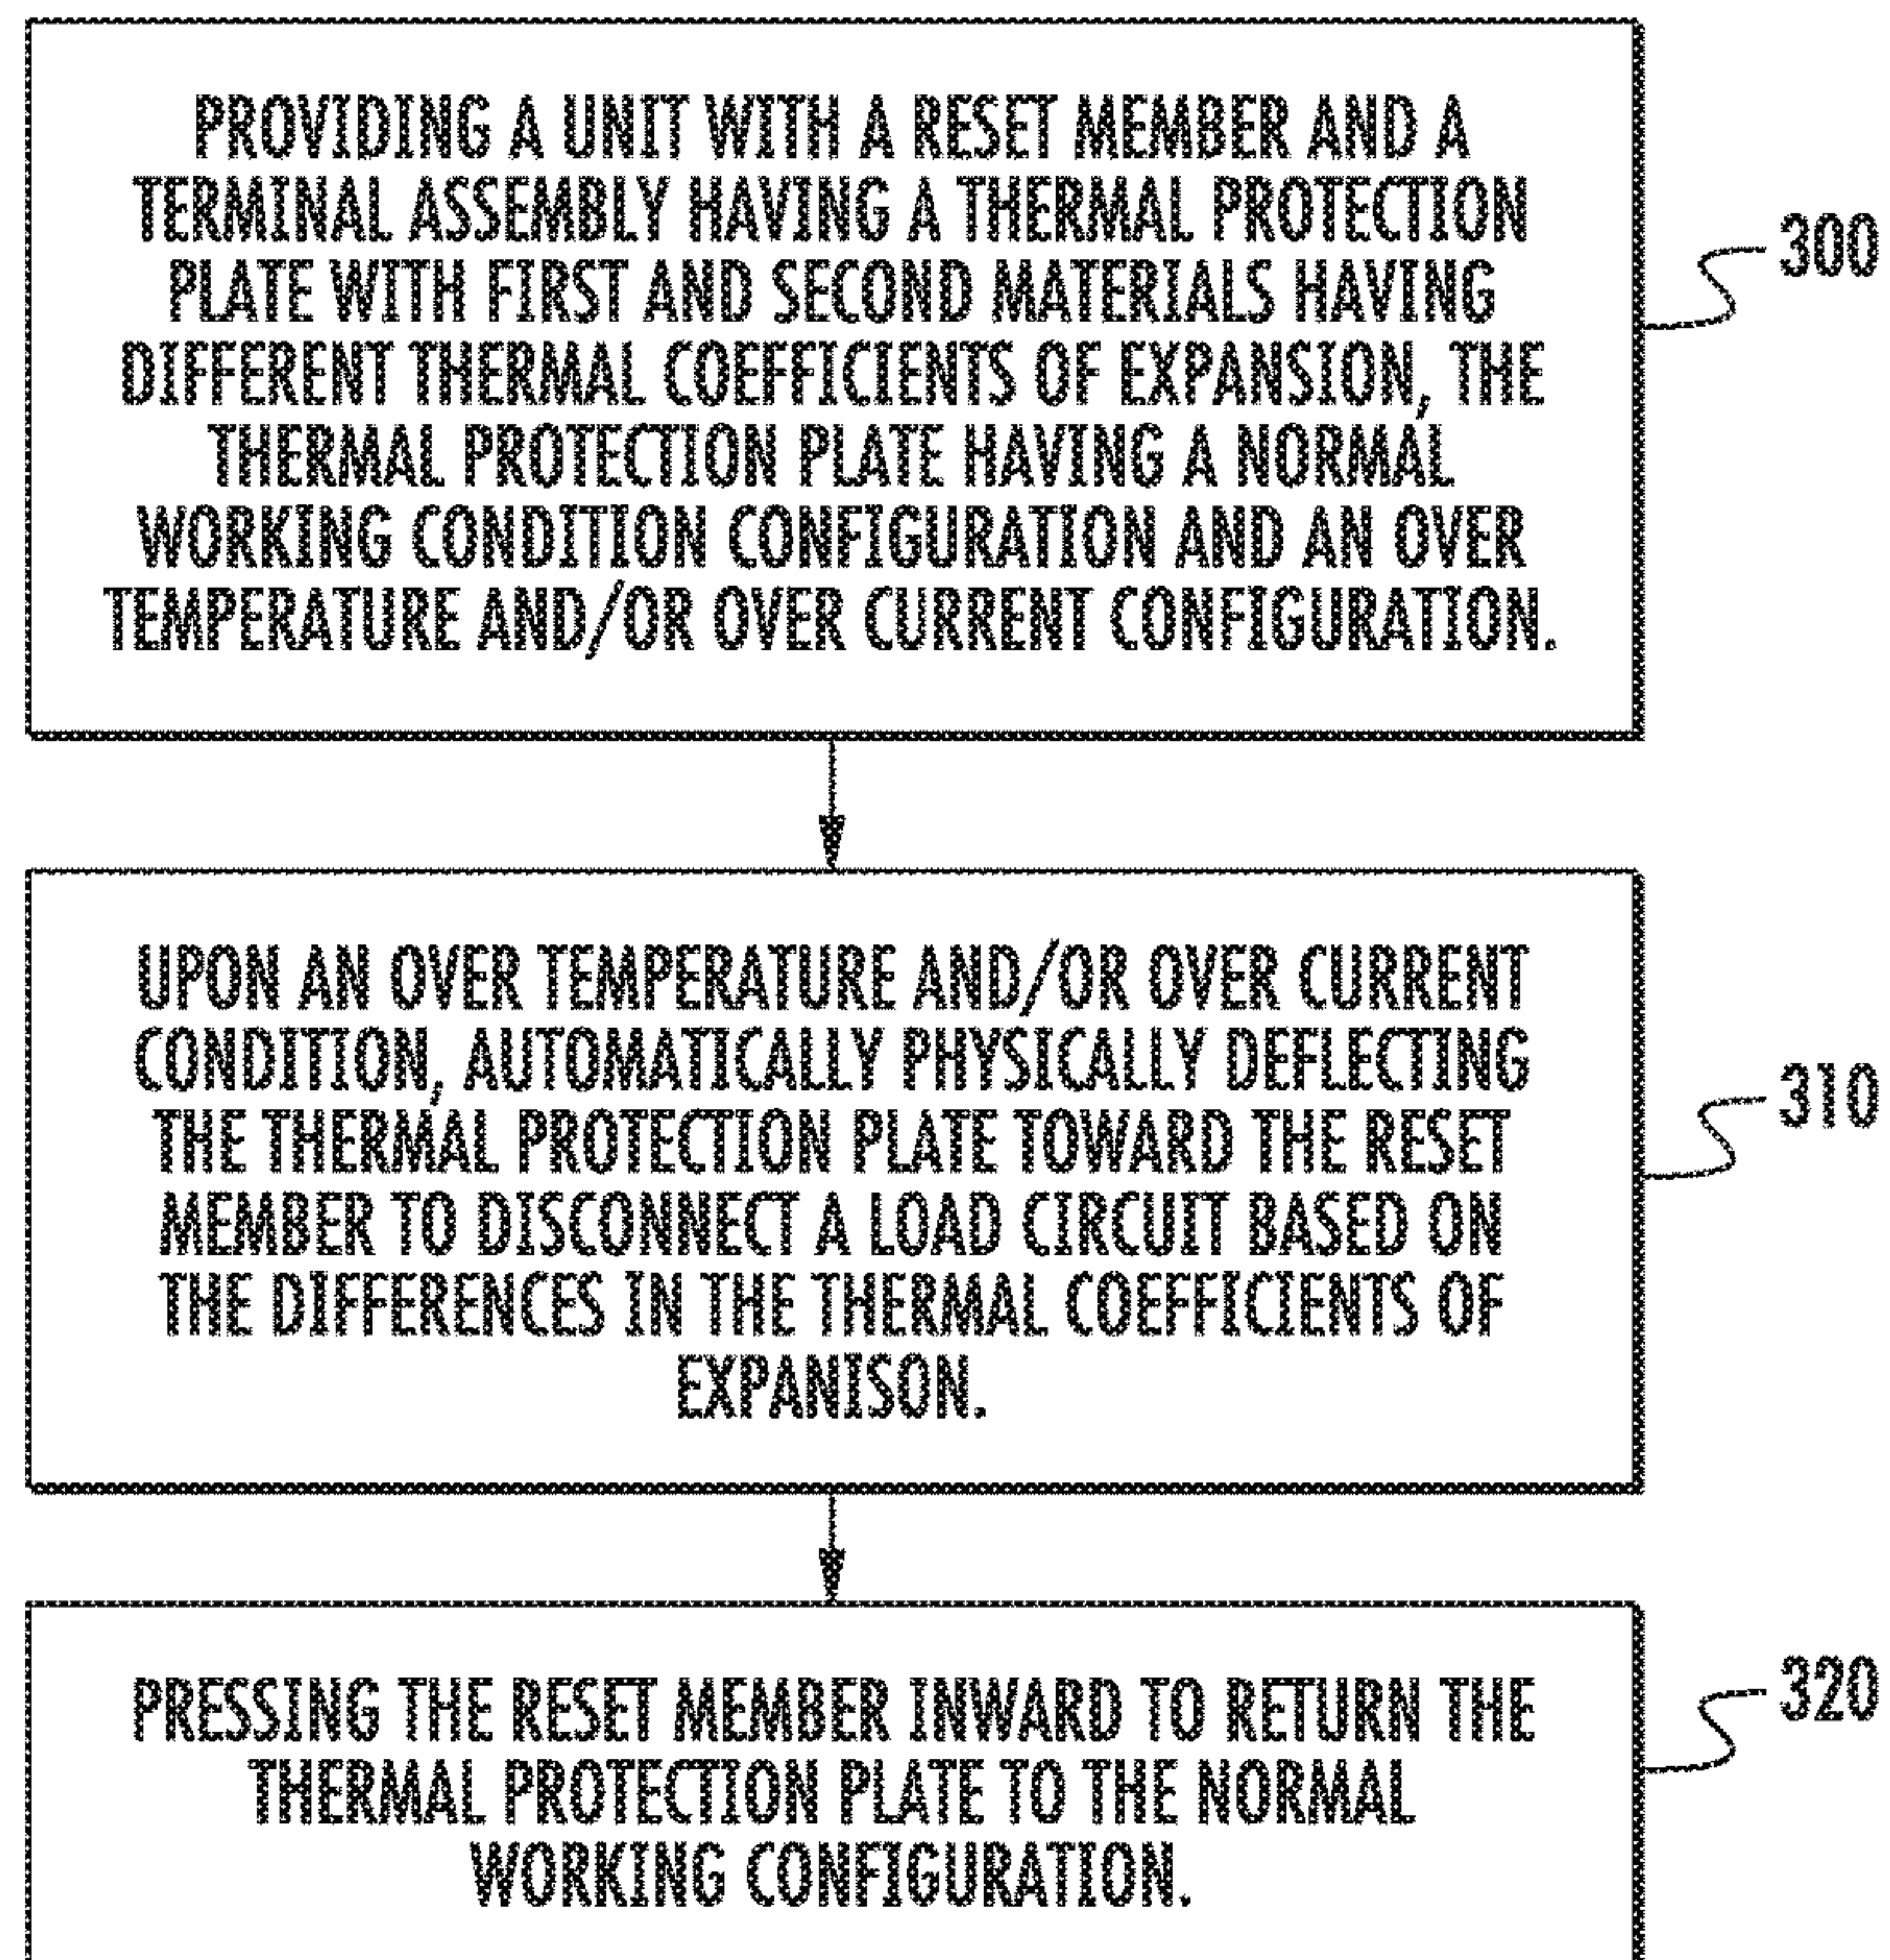 PROVIDING A UNIT WITH A RESET MEMBER AND A
TERMINAL ASSEMBLY HAVING A THERMAL PROTECTION
PLATE WITH FIRST AND SECOND MATERIALS HAVING
DIFFERENT THERMAL COEFFICIENTS OF EXPANSION, THE
THERMAL PROTECTION PLATE HAVING A NORMAL
WORKING CONDITION CONFIGURATION AND AN OVER
TEMPERATURE AND/OR OVER CURRENT CONFIGURATION.
300
UPON AN OVER TEMPERATURE AND/OR OVER CURRENT
CONDITION, AUTOMATICALLY PHYSICALLY DEFLECTING
THE THERMAL PROTECTION PLATE TOWARD THE RESET
MEMBER TO DISCONNECT A LOAD CIRCUIT BASED ON
THE DIFFERENCES IN THE THERMAL COEFFICIENTS OF
EXPANISON.
310
PRESSING THE RESET MEMBER INWARD TO RETURN THE
THERMAL PROTECTION PLATE TO THE NORMAL
WORKING CONFIGURATION.
320